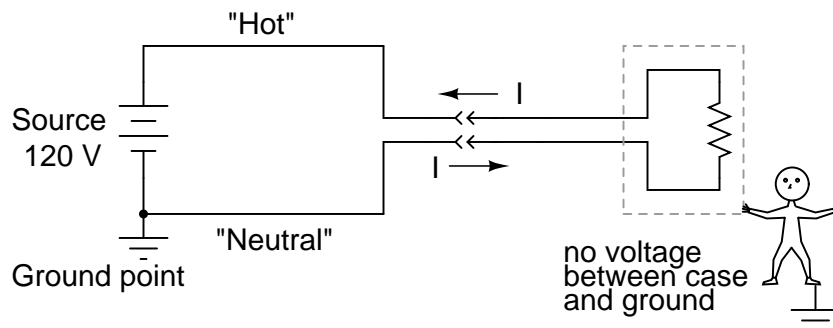 "Hot"
I
Source
120 V
I
"Neutral"
Ground point
no voltage
between case
and ground